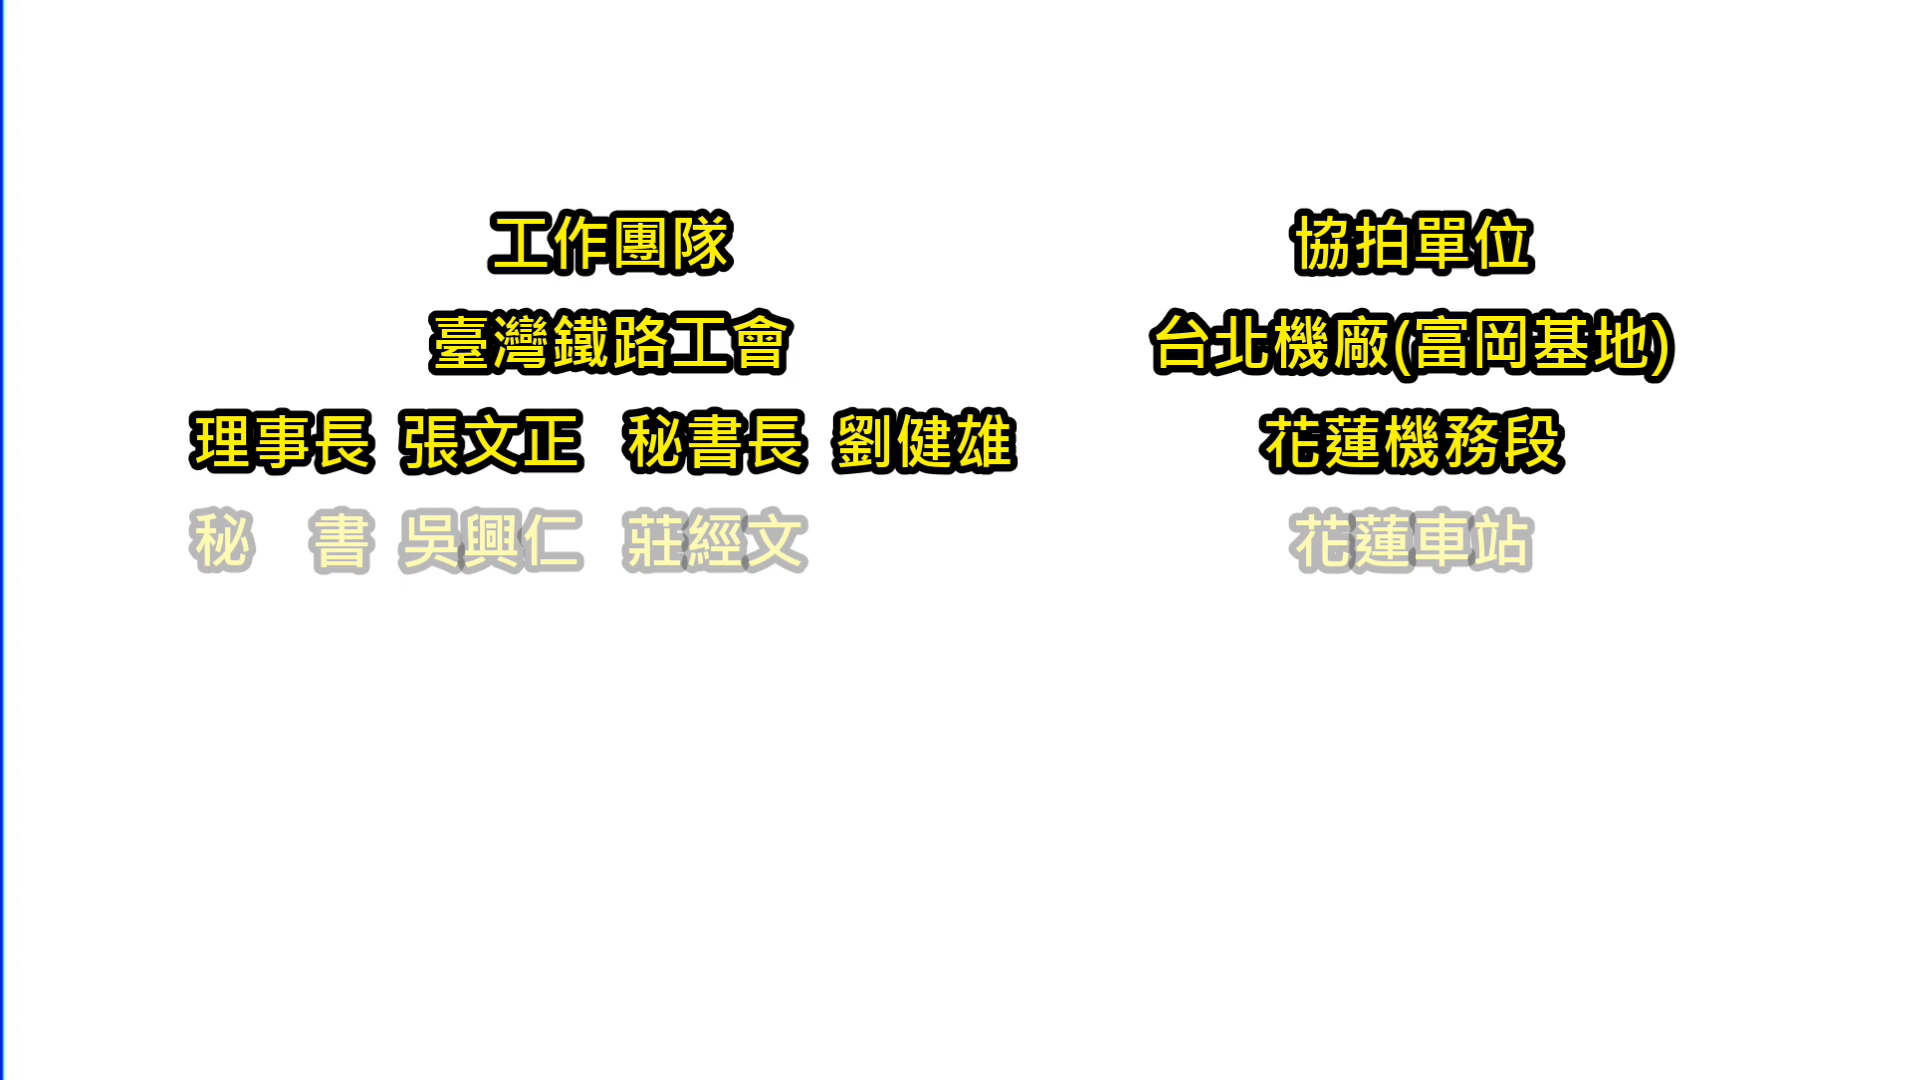 工作團隊
臺灣鐵路工會
理事長 張文正 秘書長 劉健雄
秘 書 吳興仁 莊經文
協拍單位
台北機廠(富岡基地)
花蓮機務段
花蓮車站